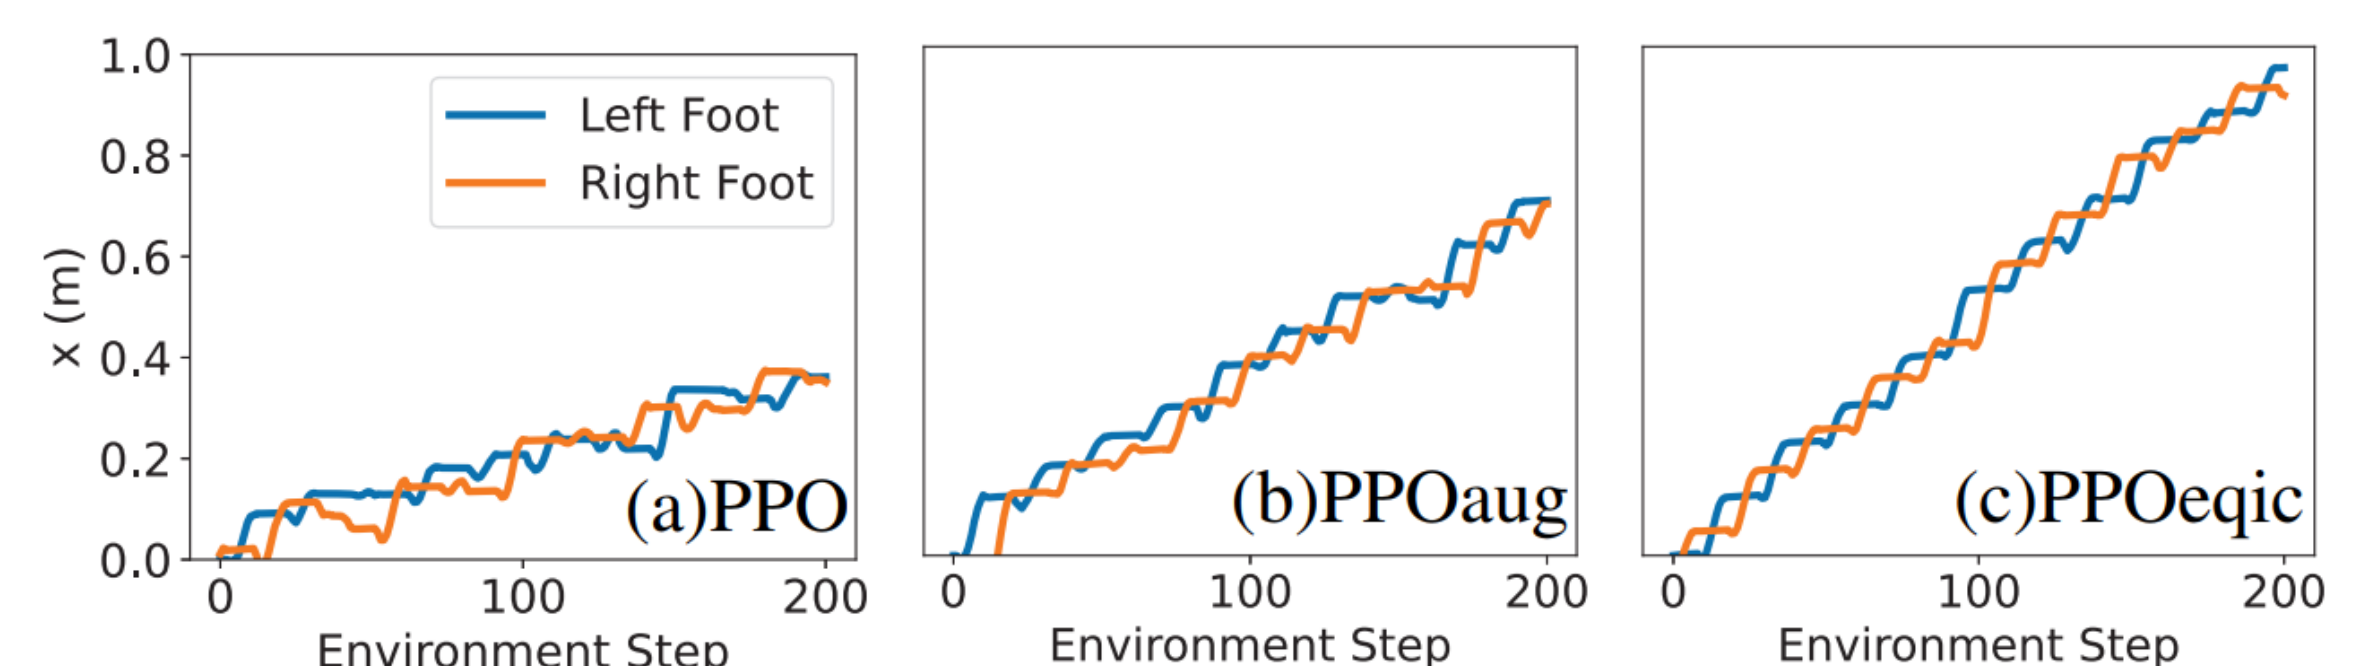 1.0
0.8
0.6
0.4
0.2
0.0
x (m)
Left Foot
Right Foot
(a)PPO
0 100 200
Environment Step
(b)PPOaug
0 100 200
Environment Step
(c)PPOeqic
0 100 200
Environment Step